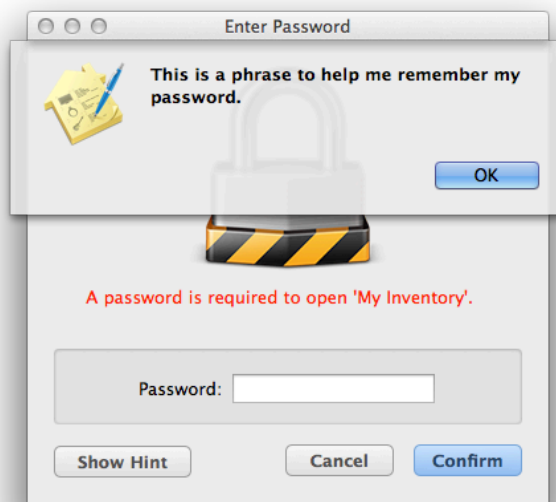 Enter Password
This is a phrase to help me remember my
password.
OK
A password is required to open 'My Inventory'.
Password:
Show Hint
Cancel
Confirm